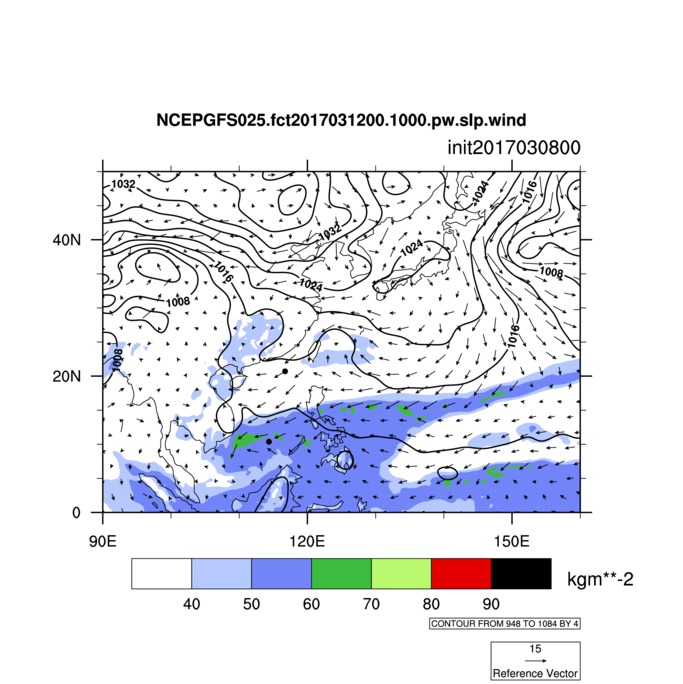 NCEPGFS025.fct2017031200.1000.pw.slp.wind
init2017030800
1032
1024
1016
1032
40N
1024
1016
1008
1024
1008
1016
1008
20N
0
90E 120E 150E
kgm**-2
40 50 60 70 80 90
CONTOUR FROM 948 TO 1084 BY 4
15
Reference Vector